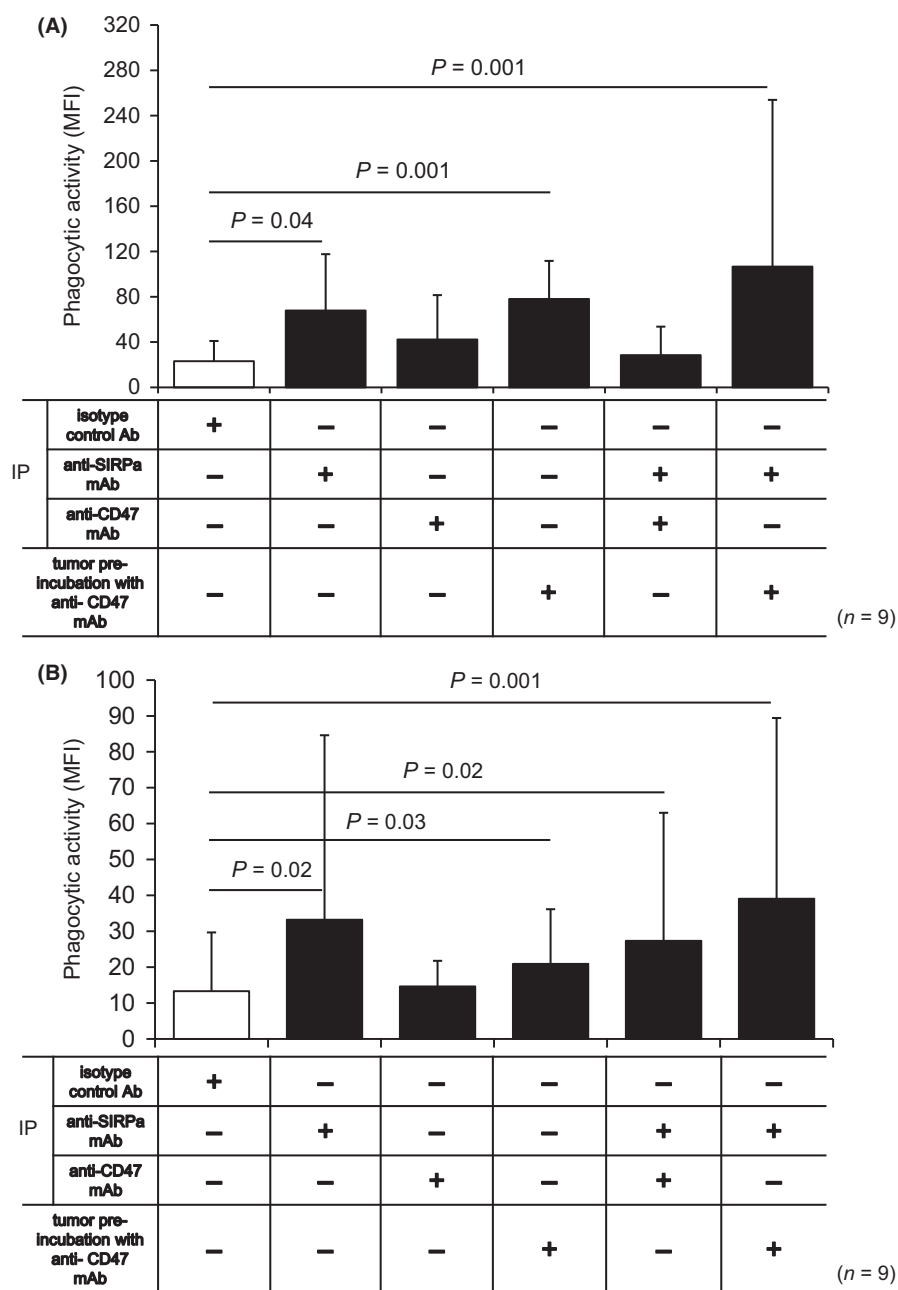 (A)
320
280
240
200
160
120
80
40
0
Phagocytic activity (MFI)
P = 0.001
P = 0.001
P = 0.04
IP
isotype
control Ab
+ − − − − −
anti-SIRPa
mAb
− + − − + +
anti-CD47
mAb
− − + − + −
tumor pre-
incubation with
anti- CD47
mAb
− − − + − +
(n = 9)
(B)
100
90
80
70
60
50
40
30
20
10
0
Phagocytic activity (MFI)
P = 0.001
P = 0.02
P = 0.03
P = 0.02
IP
isotype
control Ab
+ − − − − −
anti-SIRPa
mAb
− + − − + +
anti-CD47
mAb
− − + − + −
tumor pre-
incubation with
anti- CD47
mAb
− − − + − +
(n = 9)